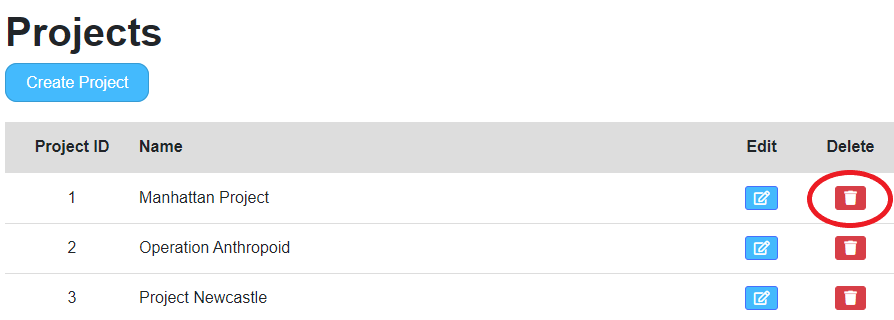 Projects
Create Project
Project ID Name Edit Delete
1 Manhattan Project
2 Operation Anthropoid
3 Project Newcastle